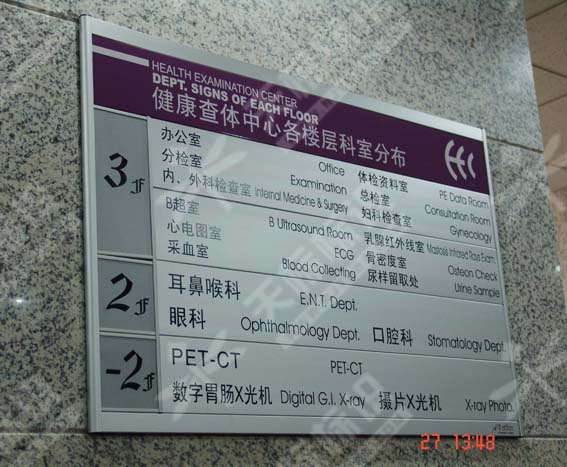 HEALTH EXAMINATION CENTER
DEPT. SIGNS OF EACH FLOOR
健康查体中心各楼层科室分布
3F
办公室 Office 体检资料室 PE Data Room
分检室 Examination 总检室 Consultation Room
内、外科检查室 Internal Medicine & Surgery 妇科检查室 Gynecology
B超室 B Ultrasound Room 乳腺红外线室
心电图室 ECG 骨密度室 Osteon Check
采血室 Blood Collecting 尿样留取处 Urine Sample
2F
耳鼻喉科 E.N.T. Dept.
眼科 Ophthalmology Dept. 口腔科 Stomatology Dept.
-2F
PET-CT PET-CT
数字胃肠X光机 Digital G.I. X-ray 摄片X光机 X-ray Photo.
27 13:48